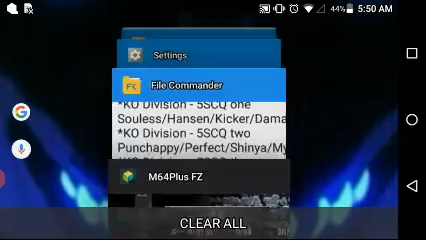 44% 5:50 AM
Settings
FC File Commander
*KO Division - 5SCQ one
Souless/Hansen/Kicker/Dama
*KO Division - 5SCQ two
Punchappy/Perfect/Shinya/My
M64Plus FZ
CLEAR ALL